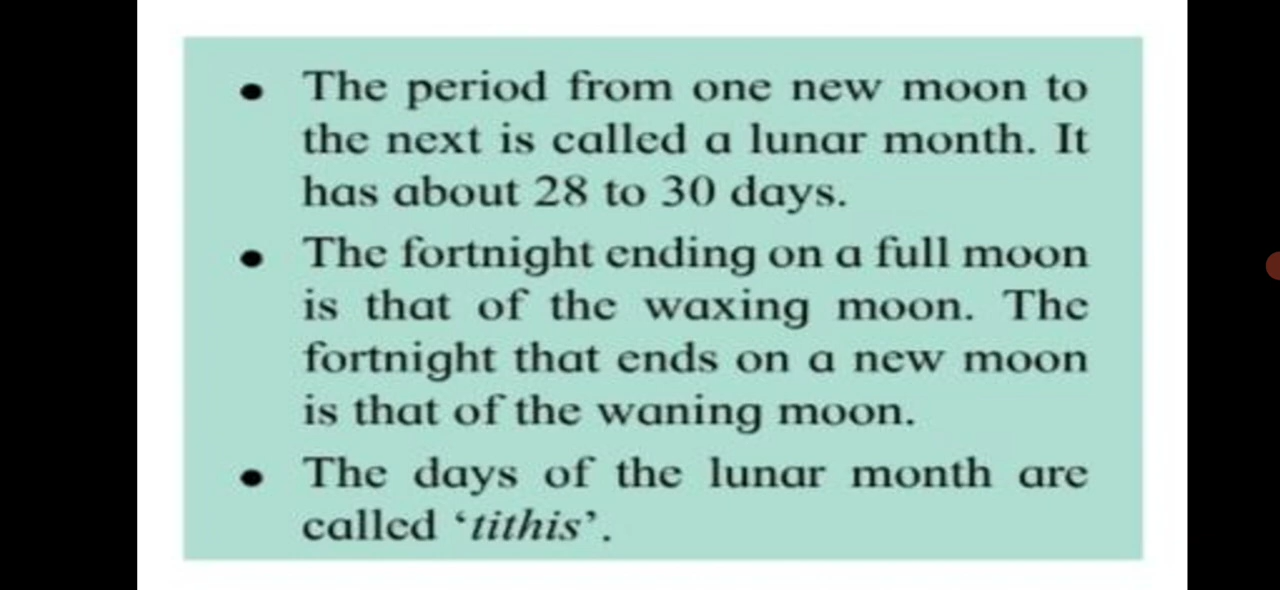 • The period from one new moon to
the next is called a lunar month. It
has about 28 to 30 days.
• The fortnight ending on a full moon
is that of the waxing moon. The
fortnight that ends on a new moon
is that of the waning moon.
• The days of the lunar month are
called ‘tithis’.